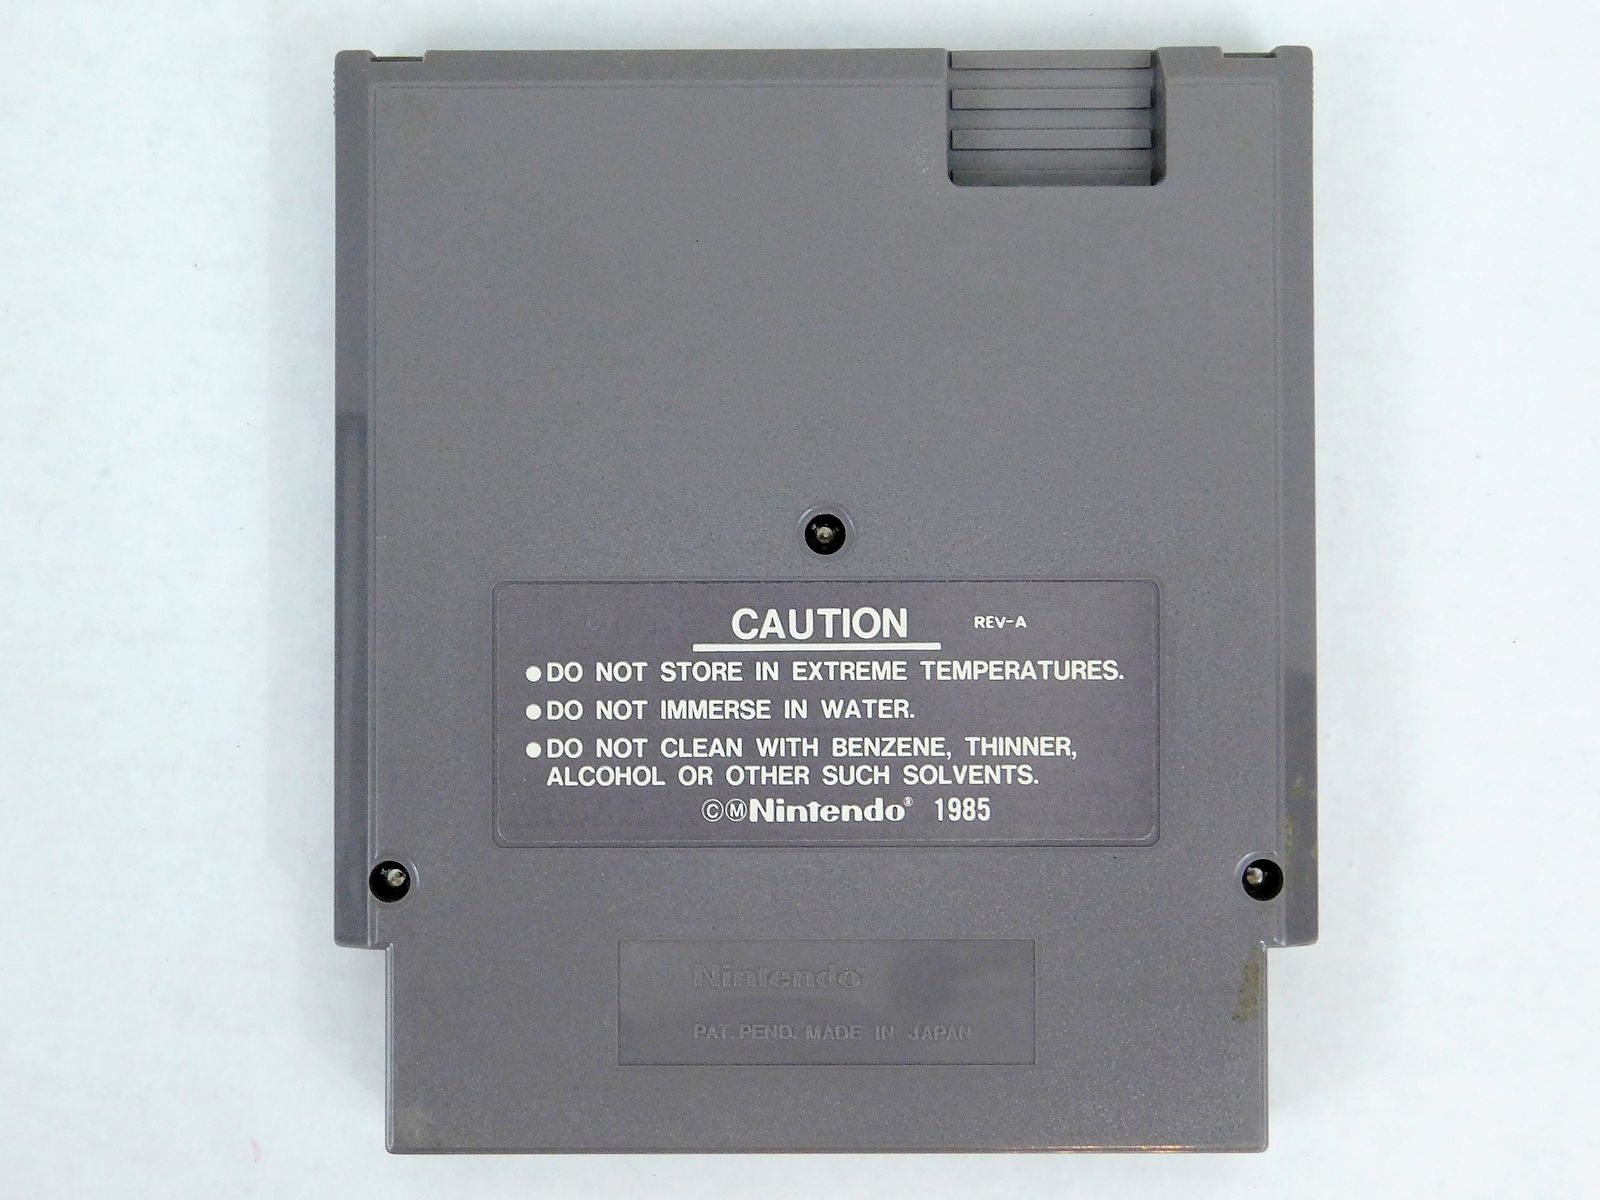 CAUTION REV-A
●DO NOT STORE IN EXTREME TEMPERATURES.
●DO NOT IMMERSE IN WATER.
●DO NOT CLEAN WITH BENZENE, THINNER,
ALCOHOL OR OTHER SUCH SOLVENTS.
©ⓂNintendo® 1985
Nintendo®
PAT. PEND. MADE IN JAPAN